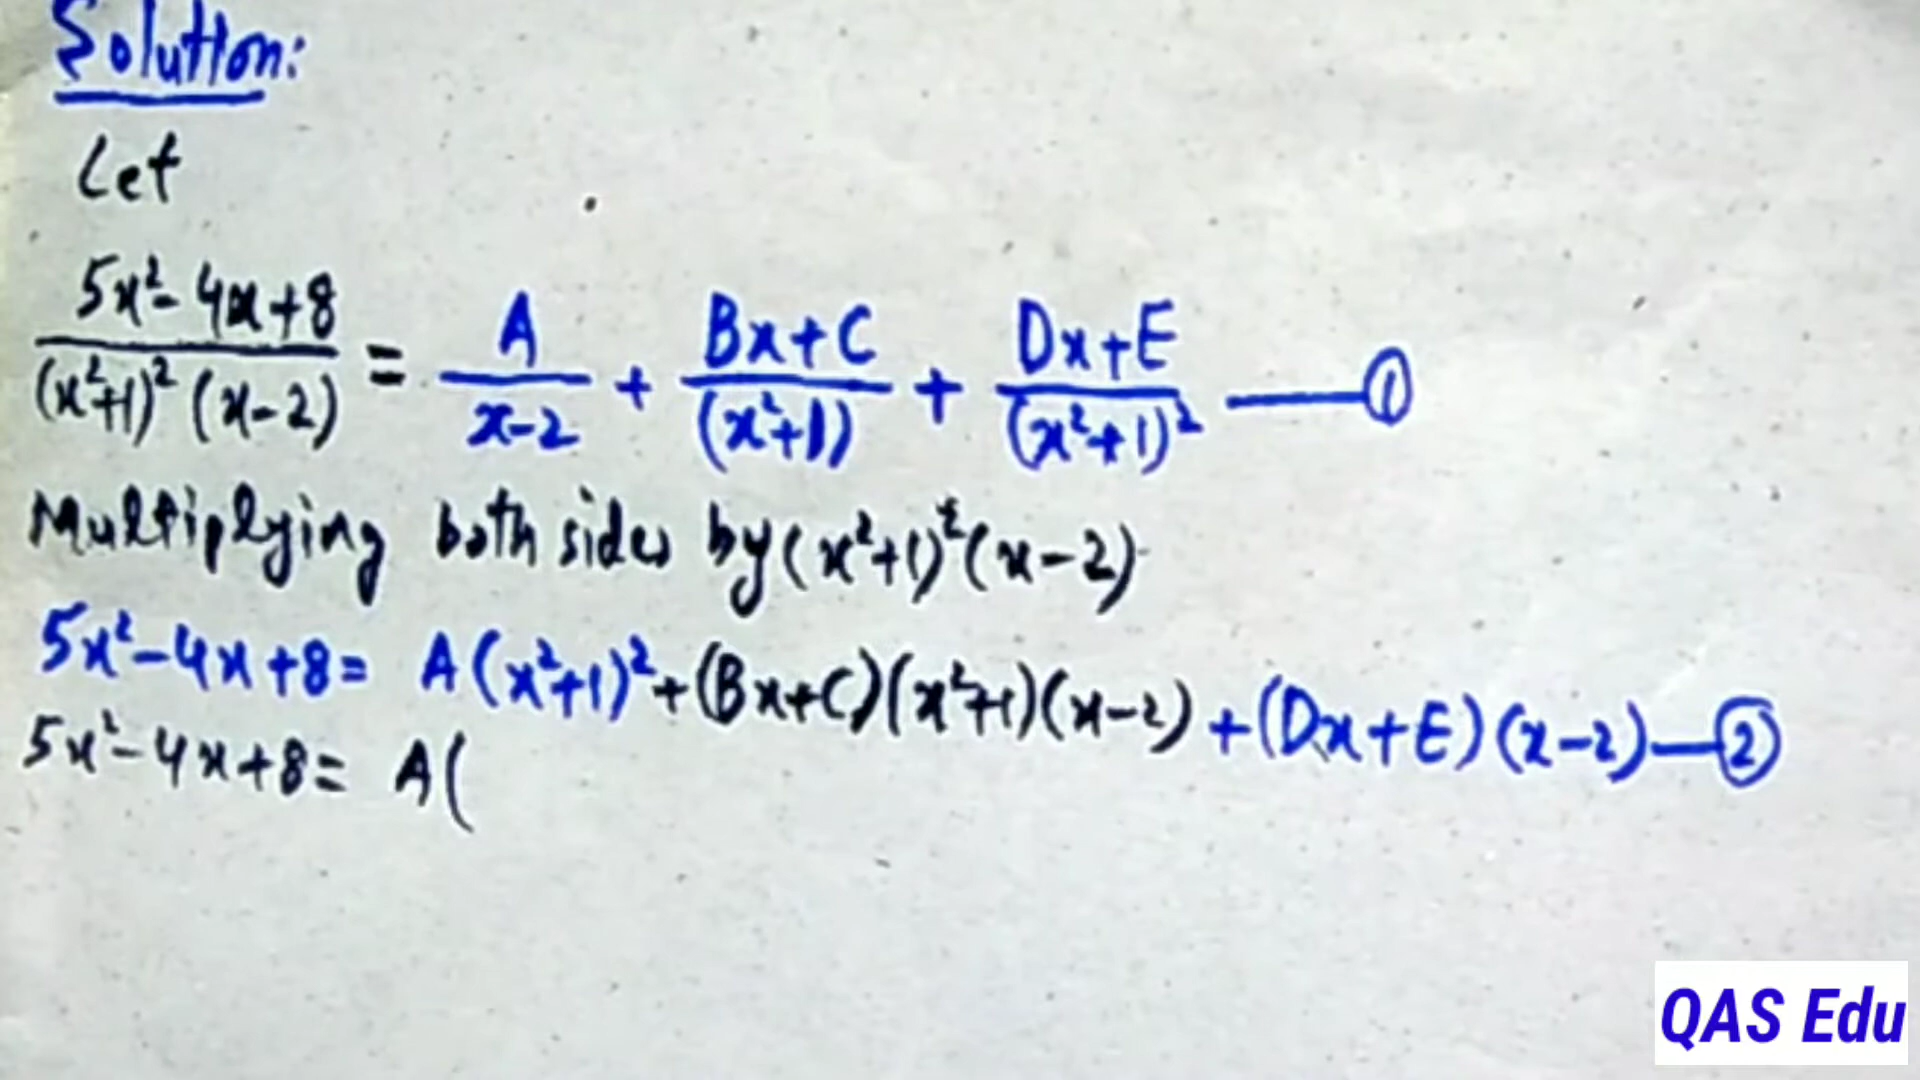 Solution:
Let
5x²-4x+8/(x²+1)²(x-2) = A/x-2 + Bx+C/(x²+1) + Dx+E/(x²+1)² —①
Multiplying both sides by (x²+1)²(x-2)
5x²-4x+8= A(x²+1)²+(Bx+C)(x²+1)(x-2)+(Dx+E)(x-2)—②
5x²-4x+8= A(
QAS Edu